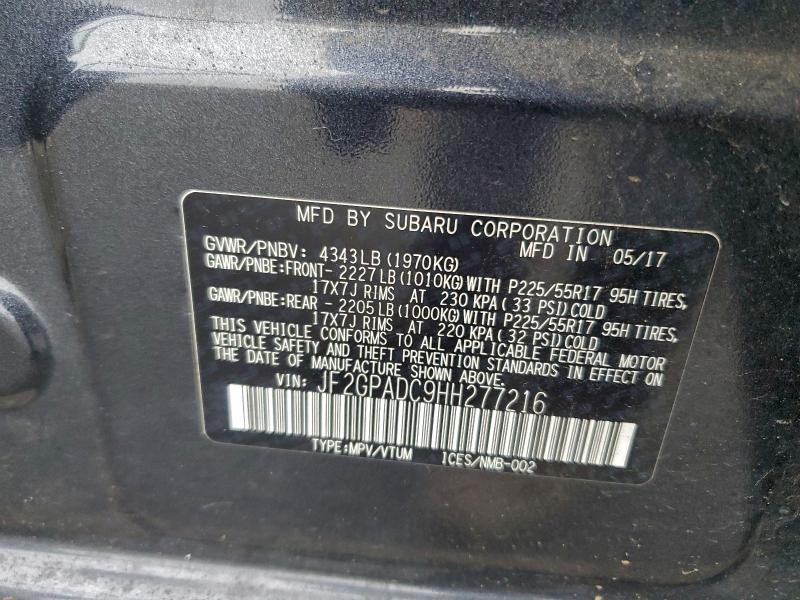 MFD BY SUBARU CORPORATION
MFD IN 05/17
GVWR/PNBV: 4343LB (1970KG)
GAWR/PNBE:FRONT- 2227LB (1010KG) WITH P225/55R17 95H TIRES,
17X7J RIMS AT 230 KPA (33 PSI) COLD
GAWR/PNBE:REAR - 2205LB (1000KG) WITH P225/55R17 95H TIRES,
17X7J RIMS AT 220 KPA (32 PSI) COLD
THIS VEHICLE CONFORMS TO ALL APPLICABLE FEDERAL MOTOR
VEHICLE SAFETY AND THEFT PREVENTION STANDARDS IN EFFECT ON
THE DATE OF MANUFACTURE SHOWN ABOVE.
VIN: JF2GPADC9HH277216
TYPE:MPV/VTUM ICES/NMB-002